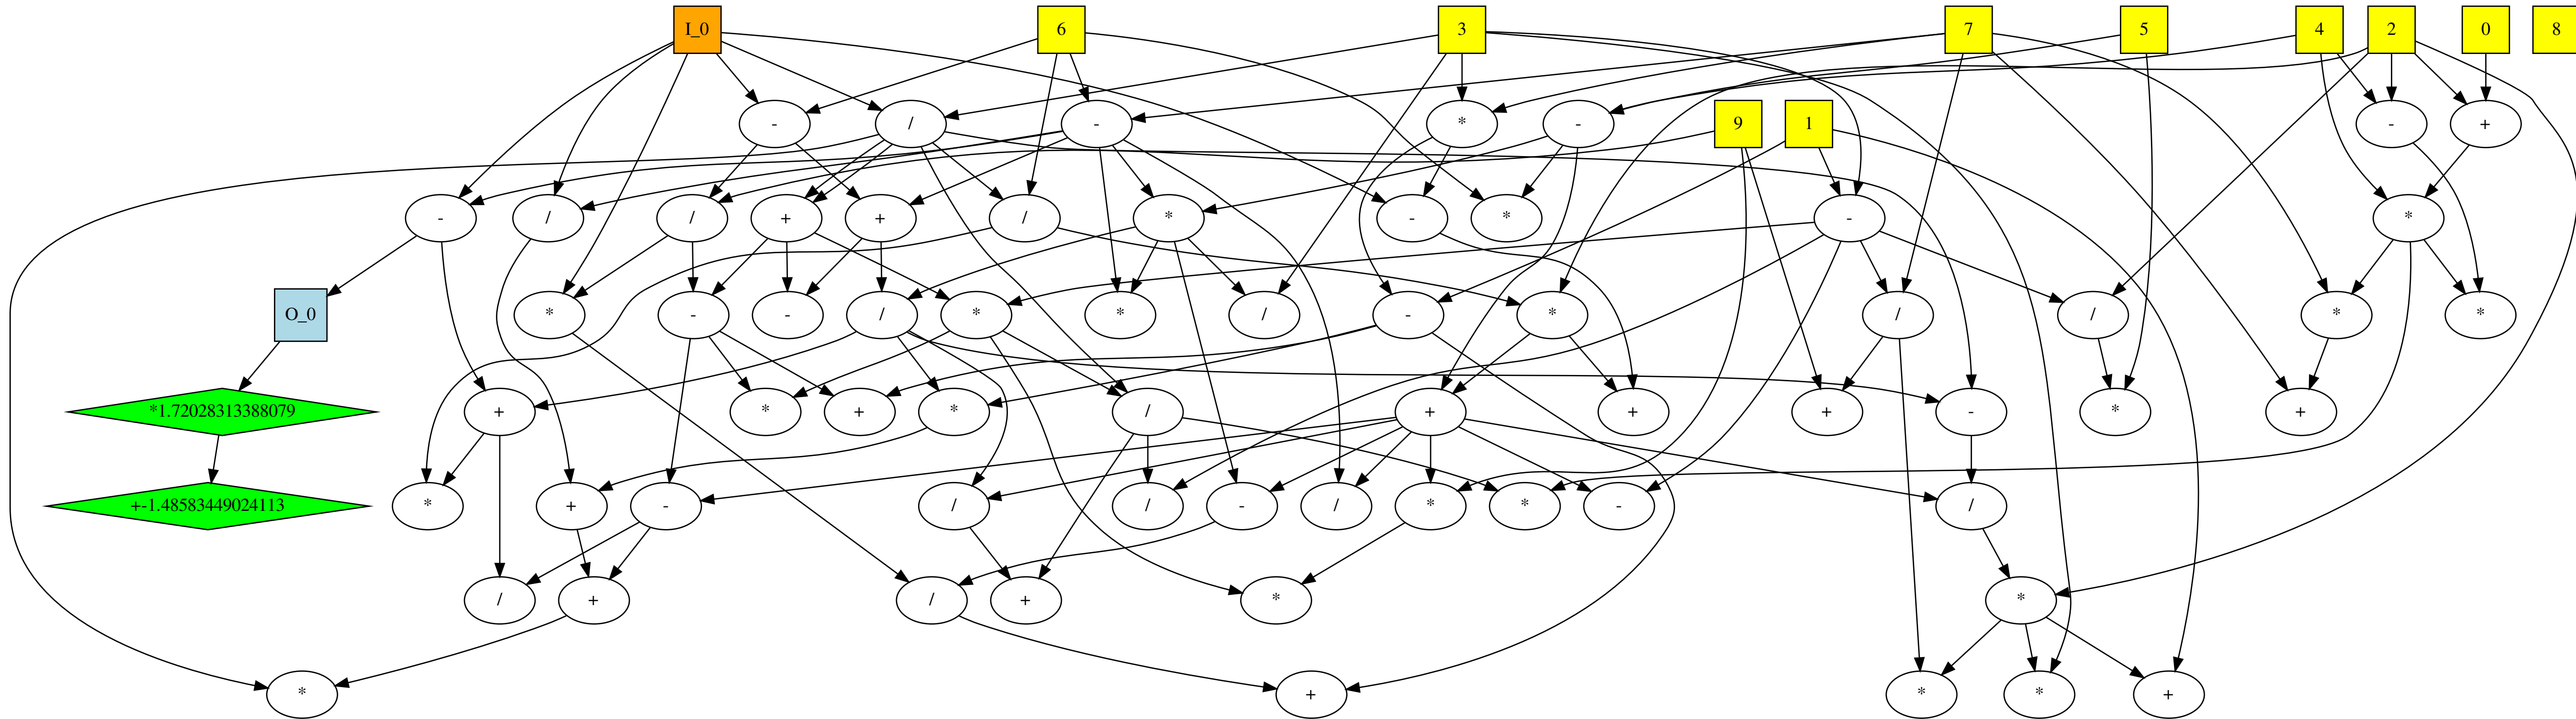 I_0 6 3 7 5 4 2 0 8
- / - * - 9 1 - +
- / / + + / * - * - *
O_0 * - - / * * / - * / / * *
*1.72028313388079 + * + * / + + + - * +
+-1.48583449024113 * + - / / - / * * - /
/ + / + * *
* + * * +